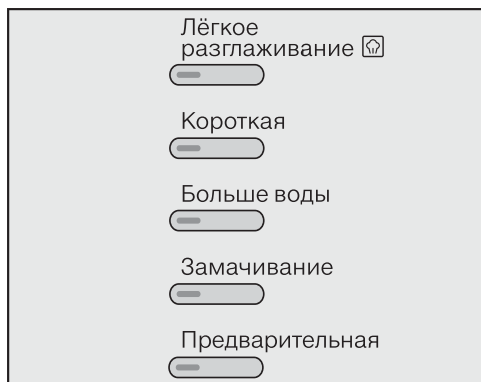 Лёгкое
разглаживание
Короткая
Больше воды
Замачивание
Предварительная